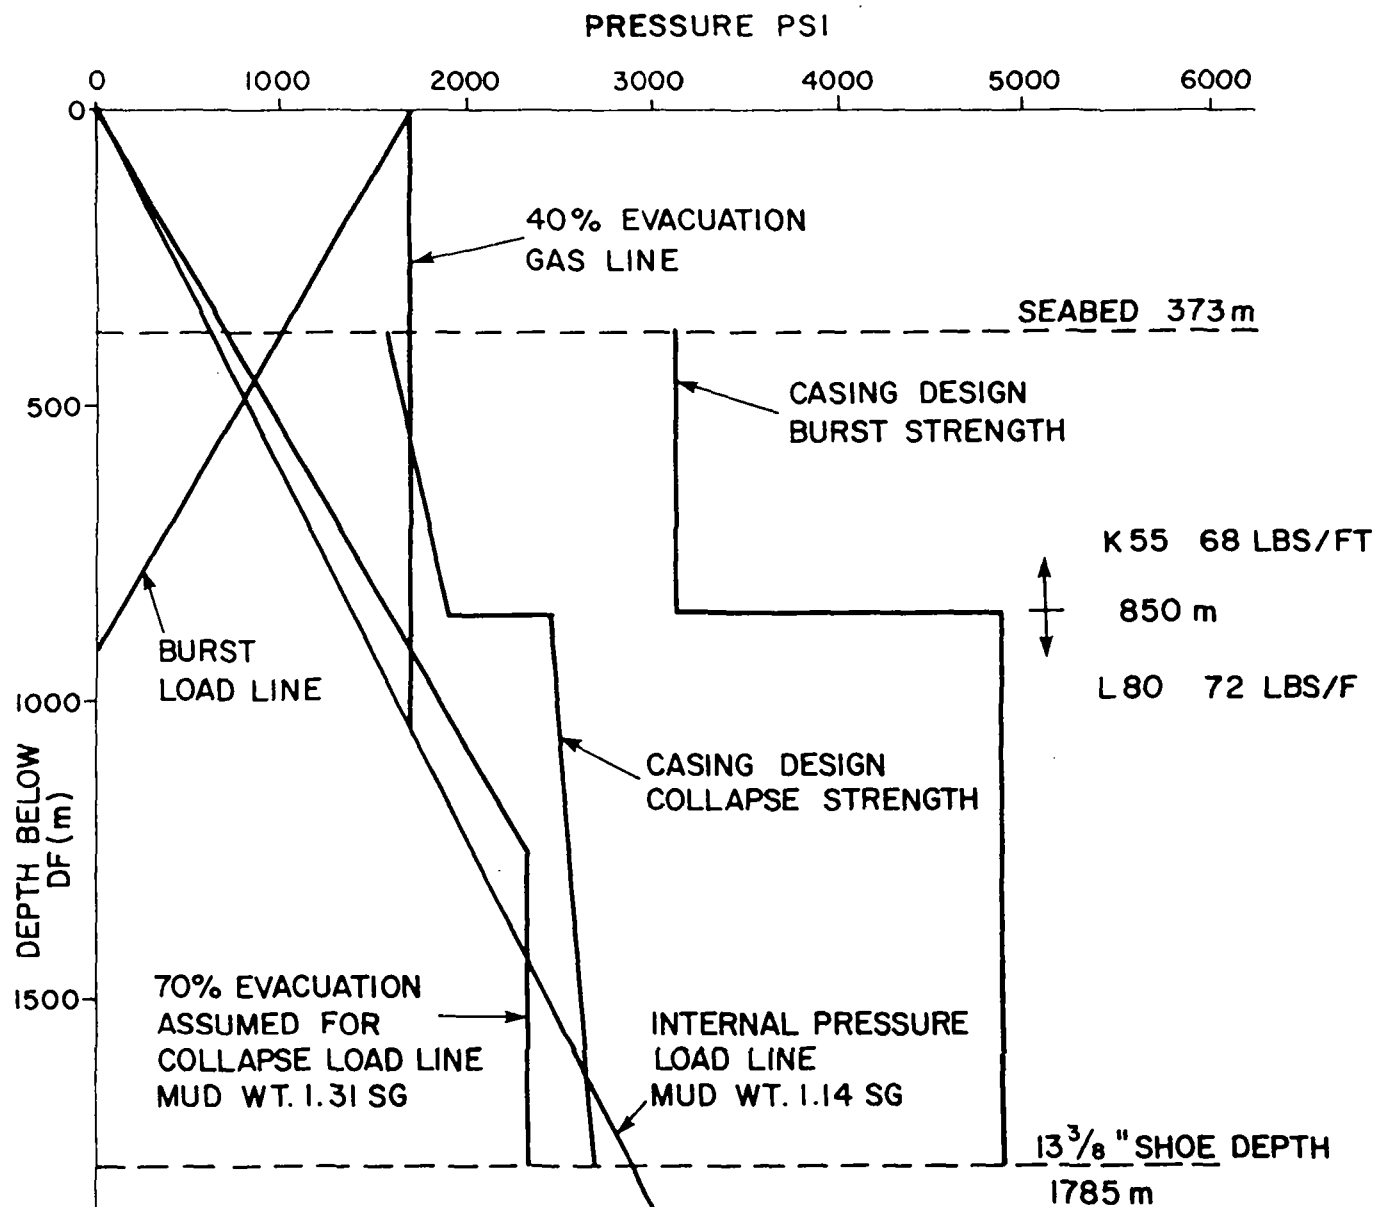 PRESSURE PSI
0 1000 2000 3000 4000 5000 6000
0
40% EVACUATION
GAS LINE
SEABED 373m
CASING DESIGN
BURST STRENGTH
500
K55 68 LBS/FT
850 m
L80 72 LBS/F
BURST
LOAD LINE
1000
CASING DESIGN
COLLAPSE STRENGTH
DEPTH BELOW
DF (m)
1500
70% EVACUATION
ASSUMED FOR
COLLAPSE LOAD LINE
MUD WT. 1.31 SG
INTERNAL PRESSURE
LOAD LINE
MUD WT. 1.14 SG
13 3/8 " SHOE DEPTH
1785 m